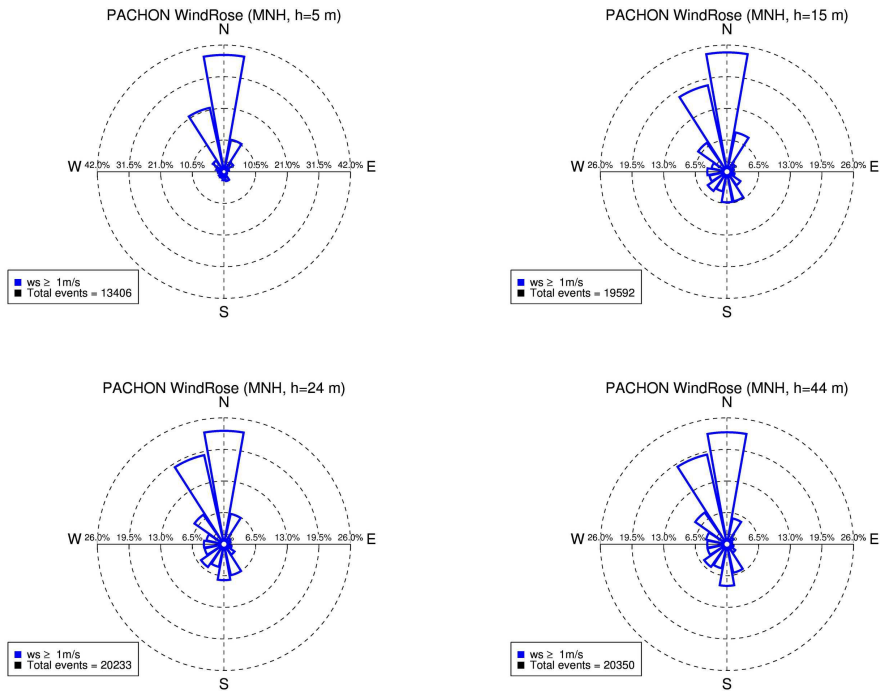 PACHON WindRose (MNH, h=5 m)
N
W 42.0% 31.5% 21.0% 10.5% 10.5% 21.0% 31.5% 42.0% E
ws ≥ 1m/s
Total events = 13406
S
PACHON WindRose (MNH, h=15 m)
N
W 26.0% 19.5% 13.0% 6.5% 6.5% 13.0% 19.5% 26.0% E
ws ≥ 1m/s
Total events = 19592
S
PACHON WindRose (MNH, h=24 m)
N
W 26.0% 19.5% 13.0% 6.5% 6.5% 13.0% 19.5% 26.0% E
ws ≥ 1m/s
Total events = 20233
S
PACHON WindRose (MNH, h=44 m)
N
W 26.0% 19.5% 13.0% 6.5% 6.5% 13.0% 19.5% 26.0% E
ws ≥ 1m/s
Total events = 20350
S